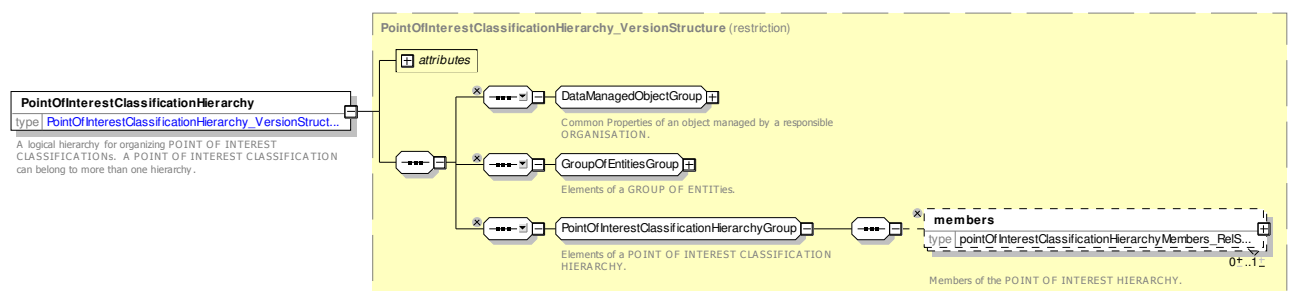 PointOfInterestClassificationHierarchy_VersionStructure (restriction)
attributes
PointOfInterestClassificationHierarchy
type PointOfInterestClassificationHierarchy_VersionStruct...
A logical hierarchy for organizing POINT OF INTEREST
CLASSIFICATIONs. A POINT OF INTEREST CLASSIFICATION
can belong to more than one hierarchy.
DataManagedObjectGroup
Common Properties of an object managed by a responsible
ORGANISATION.
GroupOfEntitiesGroup
Elements of a GROUP OF ENTITies.
PointOfInterestClassificationHierarchyGroup
Elements of a POINT OF INTEREST CLASSIFICATION
HIERARCHY.
members
type pointOfInterestClassificationHierarchyMembers_RelS...
0..1
Members of the POINT OF INTEREST HIERARCHY.